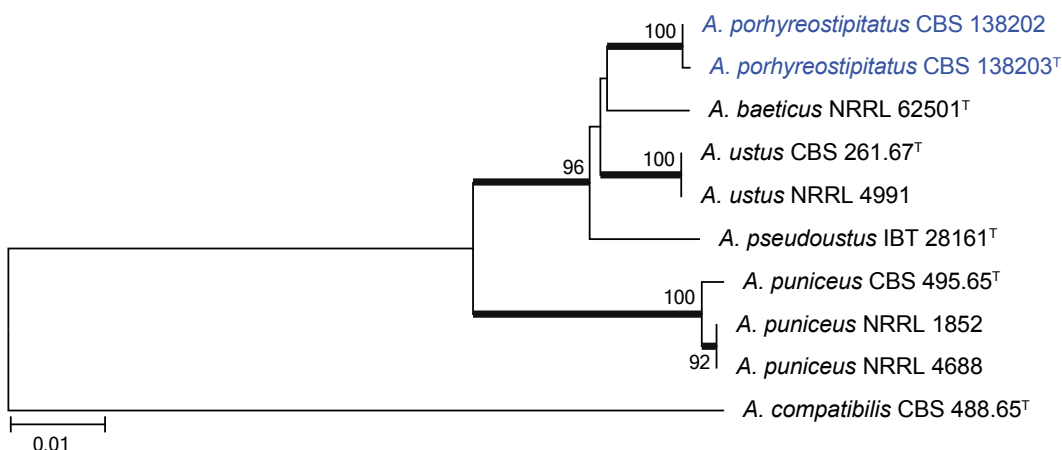 100
A. porhyreostipitatus CBS 138202
A. porhyreostipitatus CBS 138203ᵀ
A. baeticus NRRL 62501ᵀ
100
A. ustus CBS 261.67ᵀ
96
A. ustus NRRL 4991
A. pseudoustus IBT 28161ᵀ
A. puniceus CBS 495.65ᵀ
100
A. puniceus NRRL 1852
92
A. puniceus NRRL 4688
A. compatibilis CBS 488.65ᵀ
0.01